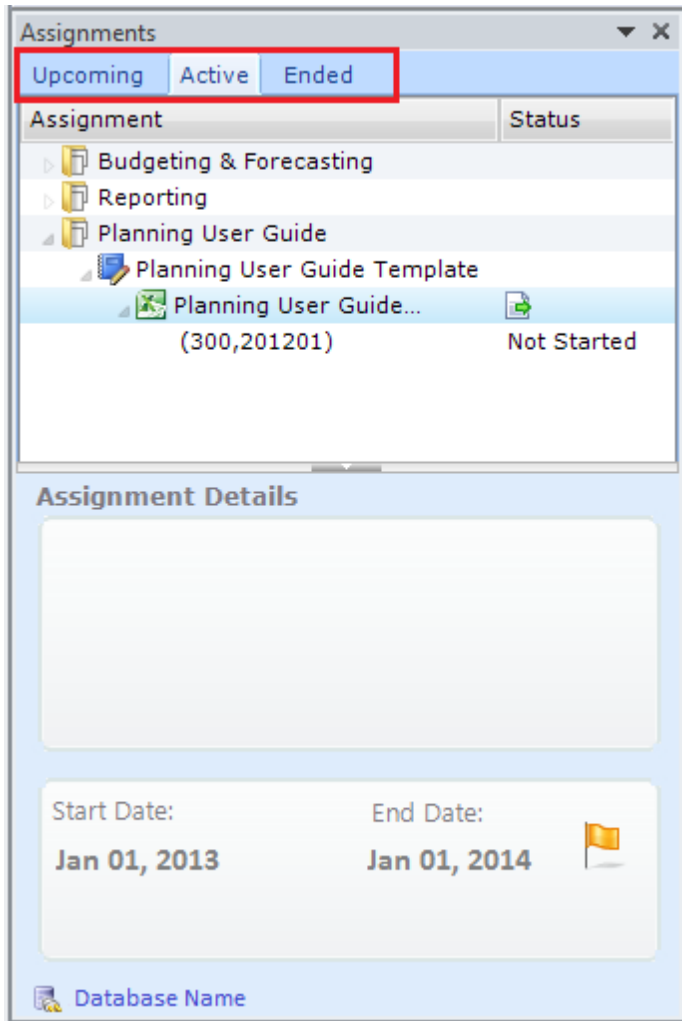 Assignments
Upcoming Active Ended
Assignment Status
Budgeting & Forecasting
Reporting
Planning User Guide
Planning User Guide Template
Planning User Guide...
(300,201201) Not Started
Assignment Details
Start Date: End Date:
Jan 01, 2013 Jan 01, 2014
Database Name